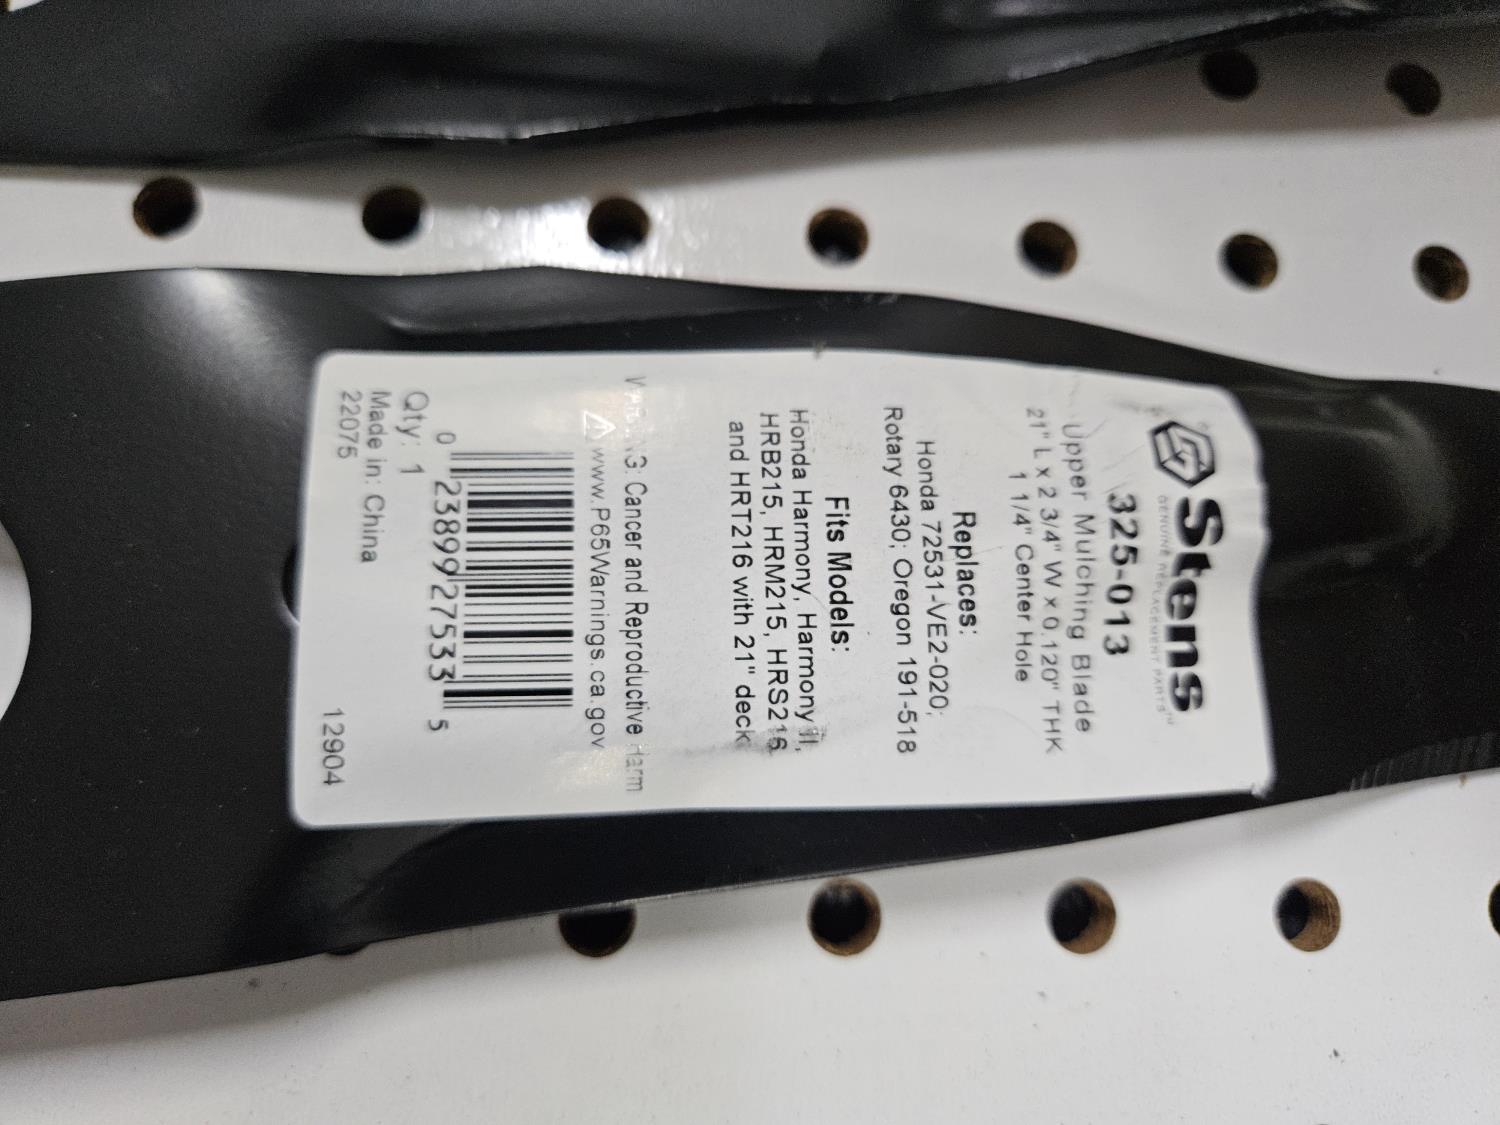 Stens
GENUINE REPLACEMENT PARTS™
325-013
Upper Mulching Blade
21" L x 2 3/4" W x 0.120" THK
1 1/4" Center Hole
Replaces:
Honda 72531-VE2-020;
Rotary 6430; Oregon 191-518
Fits Models:
Honda Harmony, Harmony II,
HRB215, HRM215, HRS216
and HRT216 with 21" deck
WARNING: Cancer and Reproductive Harm
www.P65Warnings.ca.gov
0 23899 27533 5
Qty: 1
Made in: China
22075
12904